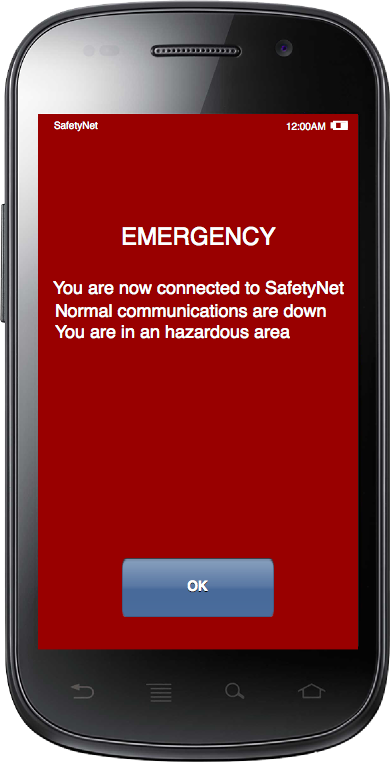 SafetyNet 12:00AM
EMERGENCY
You are now connected to SafetyNet
Normal communications are down
You are in an hazardous area
OK